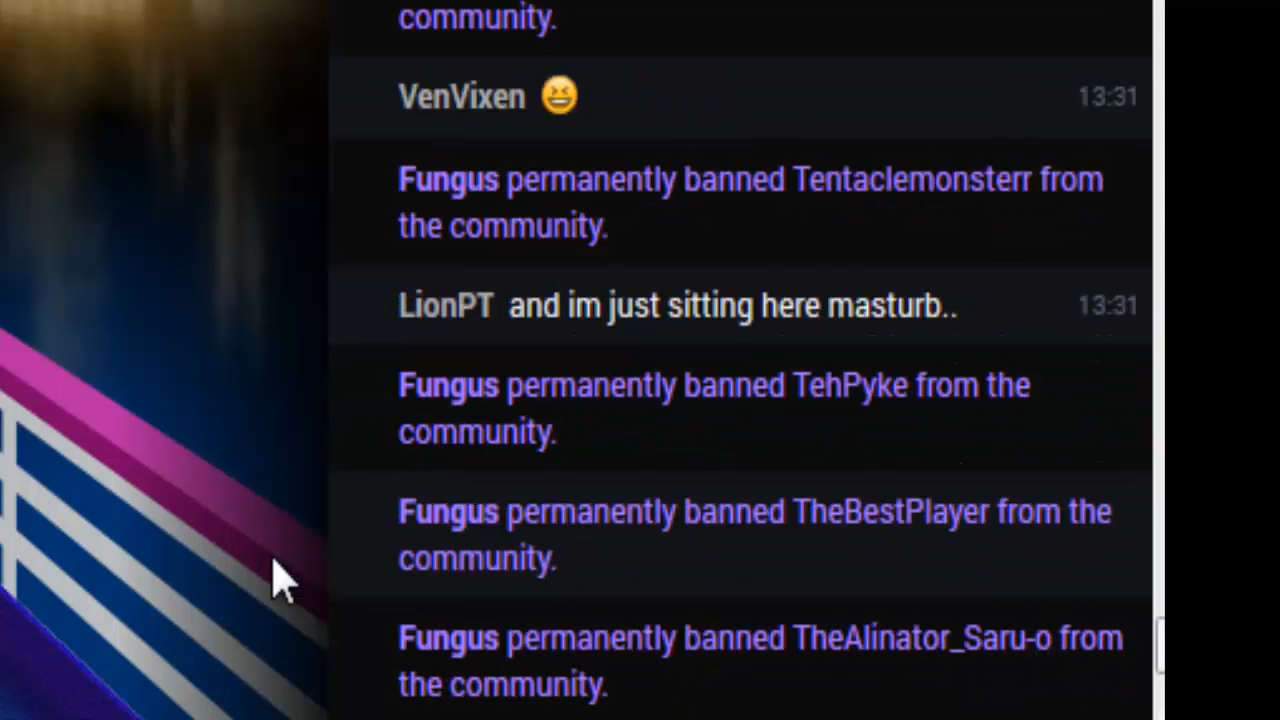 community.
VenVixen 😆 13:31
Fungus permanently banned Tentaclemonsterr from
the community.
LionPT and im just sitting here masturb.. 13:31
Fungus permanently banned TehPyke from the
community.
Fungus permanently banned TheBestPlayer from the
community.
Fungus permanently banned TheAlinator_Saru-o from
the community.